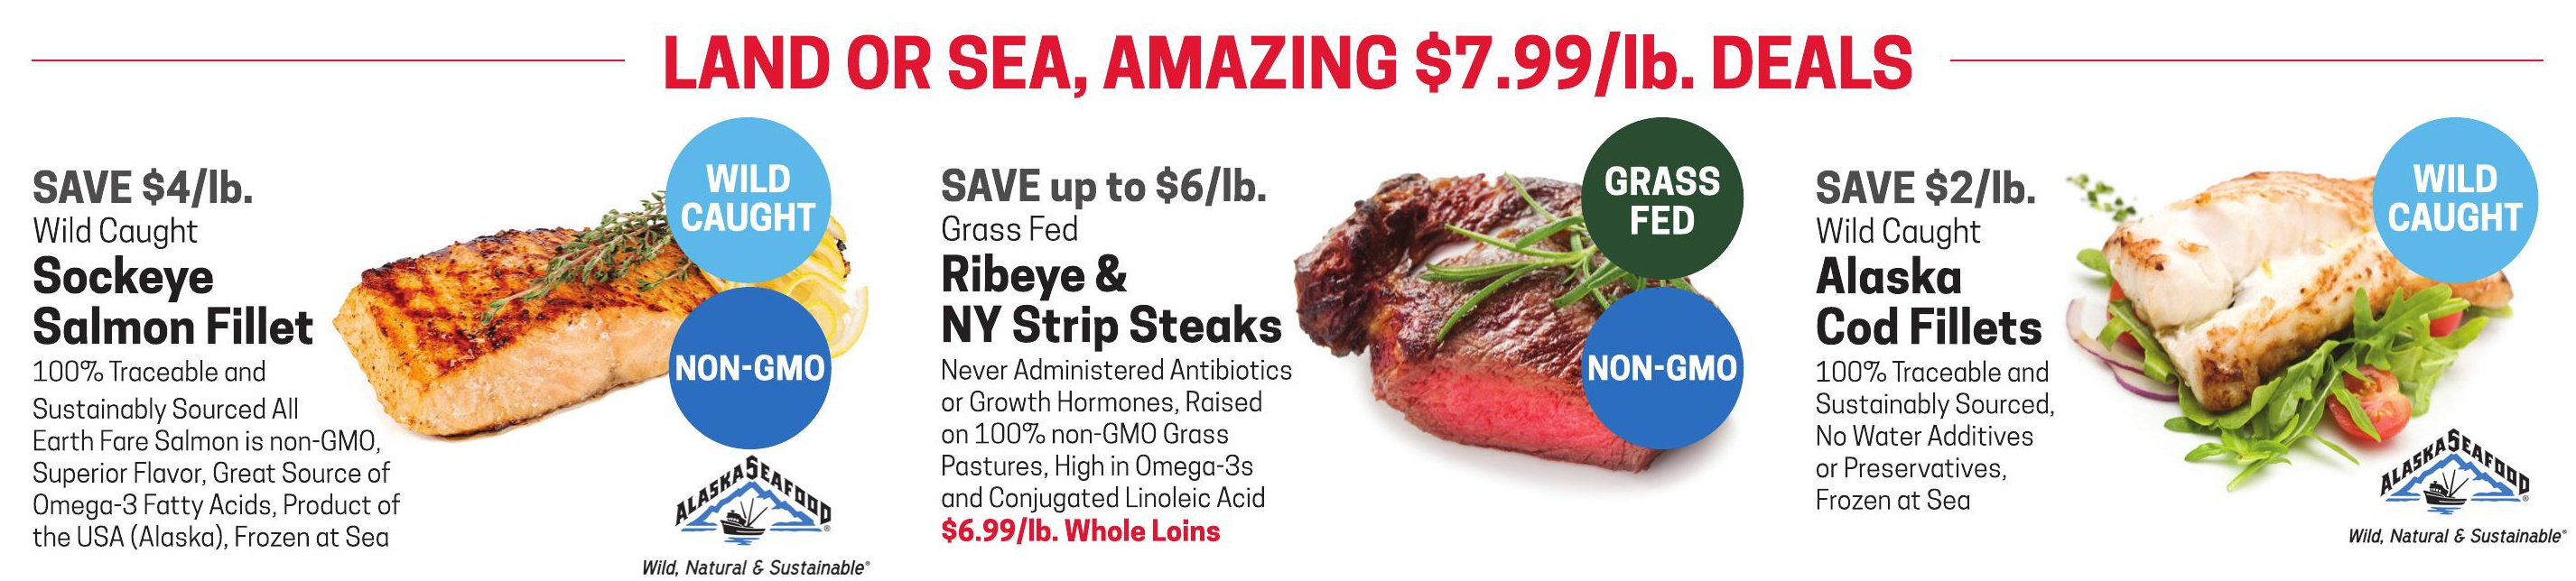 LAND OR SEA, AMAZING $7.99/lb. DEALS
SAVE $4/lb.
Wild Caught
Sockeye
Salmon Fillet
100% Traceable and
Sustainably Sourced All
Earth Fare Salmon is non-GMO,
Superior Flavor, Great Source of
Omega-3 Fatty Acids, Product of
the USA (Alaska), Frozen at Sea
WILD
CAUGHT
NON-GMO
ALASKA SEAFOOD®
Wild, Natural & Sustainable®
SAVE up to $6/lb.
Grass Fed
Ribeye &
NY Strip Steaks
Never Administered Antibiotics
or Growth Hormones, Raised
on 100% non-GMO Grass
Pastures, High in Omega-3s
and Conjugated Linoleic Acid
$6.99/lb. Whole Loins
GRASS
FED
NON-GMO
SAVE $2/lb.
Wild Caught
Alaska
Cod Fillets
100% Traceable and
Sustainably Sourced,
No Water Additives
or Preservatives,
Frozen at Sea
WILD
CAUGHT
ALASKA SEAFOOD®
Wild, Natural & Sustainable®